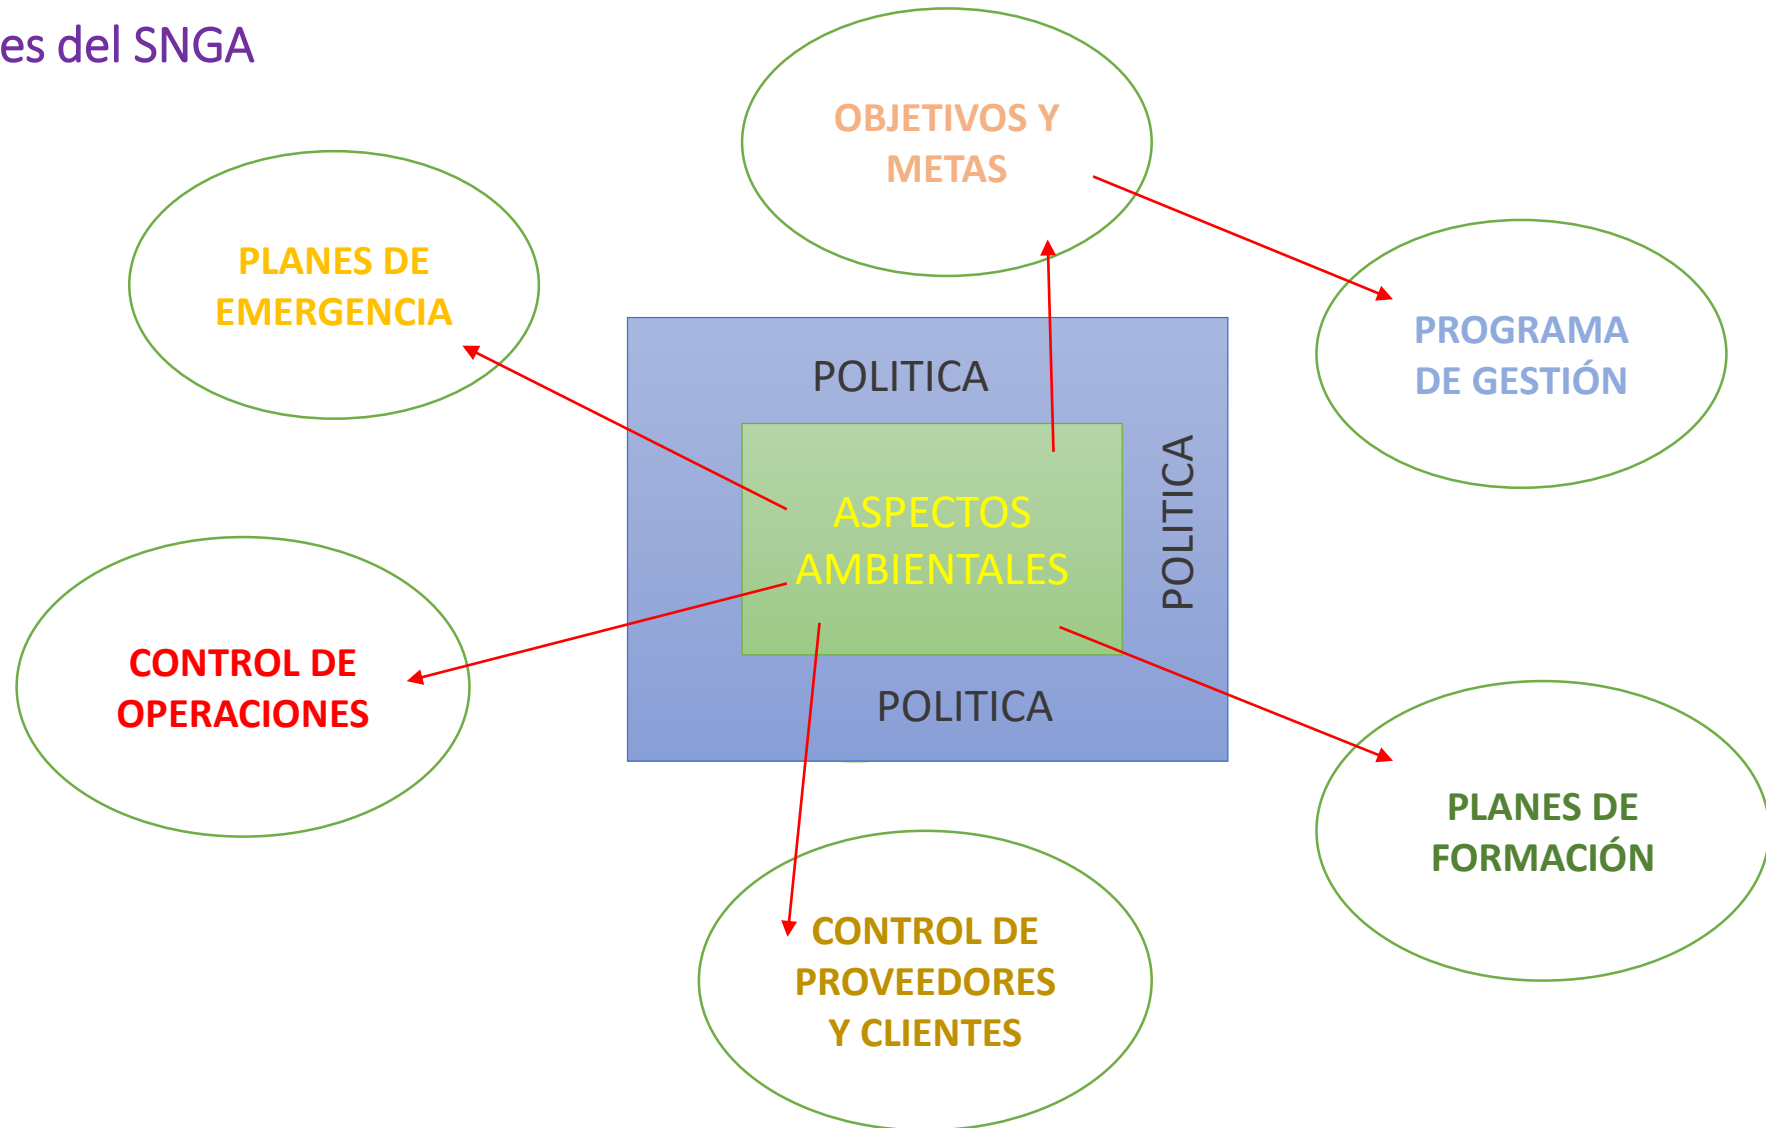 es del SNGA
OBJETIVOS Y
METAS
PLANES DE
EMERGENCIA
PROGRAMA
DE GESTIÓN
POLITICA
POLITICA
ASPECTOS
AMBIENTALES
CONTROL DE
OPERACIONES
POLITICA
PLANES DE
FORMACIÓN
CONTROL DE
PROVEEDORES
Y CLIENTES